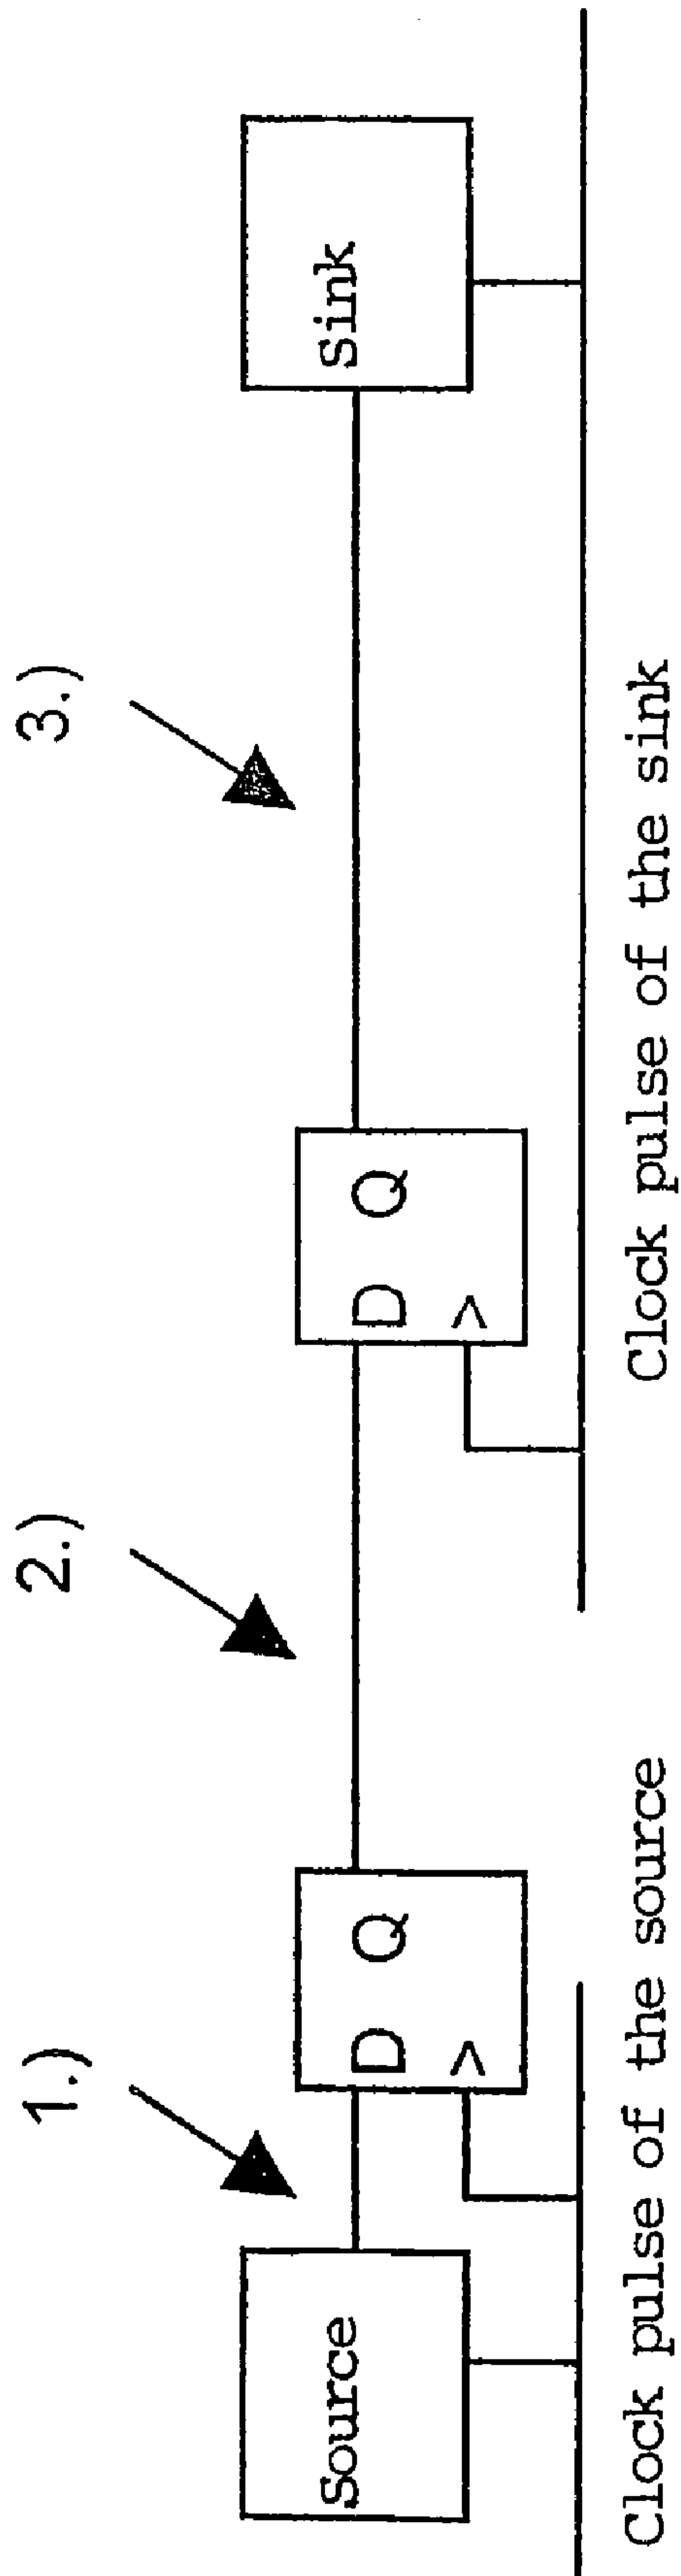 1.)
2.)
3.)
Source
D Q
>
D Q
>
Sink
Clock pulse of the source
Clock pulse of the sink